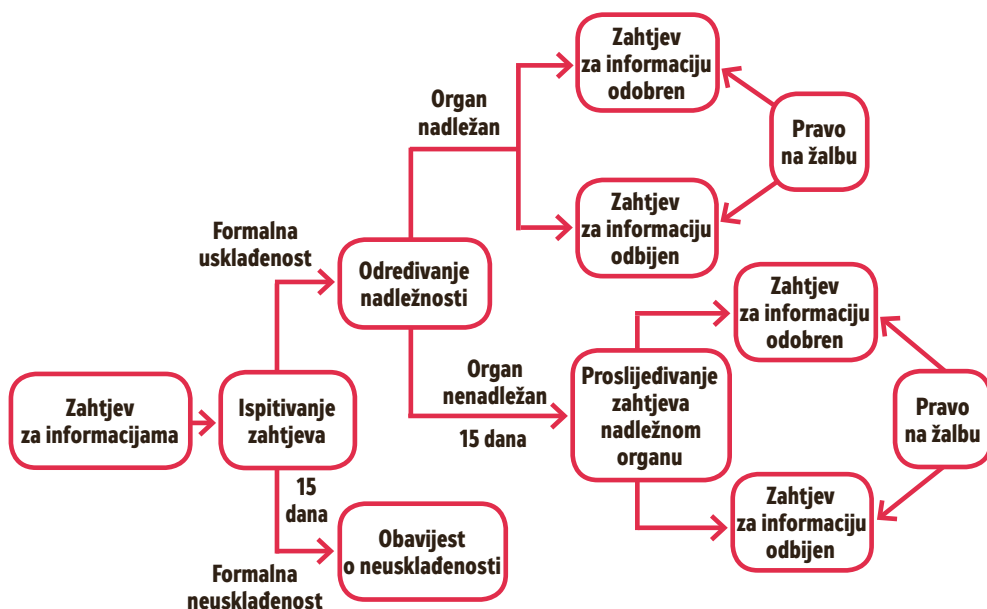 Zahtjev
za informaciju
odobren
Organ
nadležan
Pravo
na žalbu
Zahtjev
za informaciju
odbijen
Formalna
usklađenost
Određivanje
nadležnosti
Zahtjev
za informaciju
odobren
Organ
nenadležan
15 dana
Proslijeđivanje
zahtjeva
nadležnom
organu
Zahtjev
za informacijama
Ispitivanje
zahtjeva
Pravo
na žalbu
15
dana
Zahtjev
za informaciju
odbijen
Obavijest
o neusklađenosti
Formalna
neusklađenost